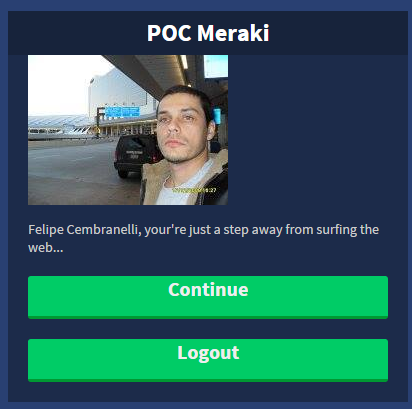 POC Meraki
Felipe Cembranelli, your're just a step away from surfing the
web...
Continue
Logout